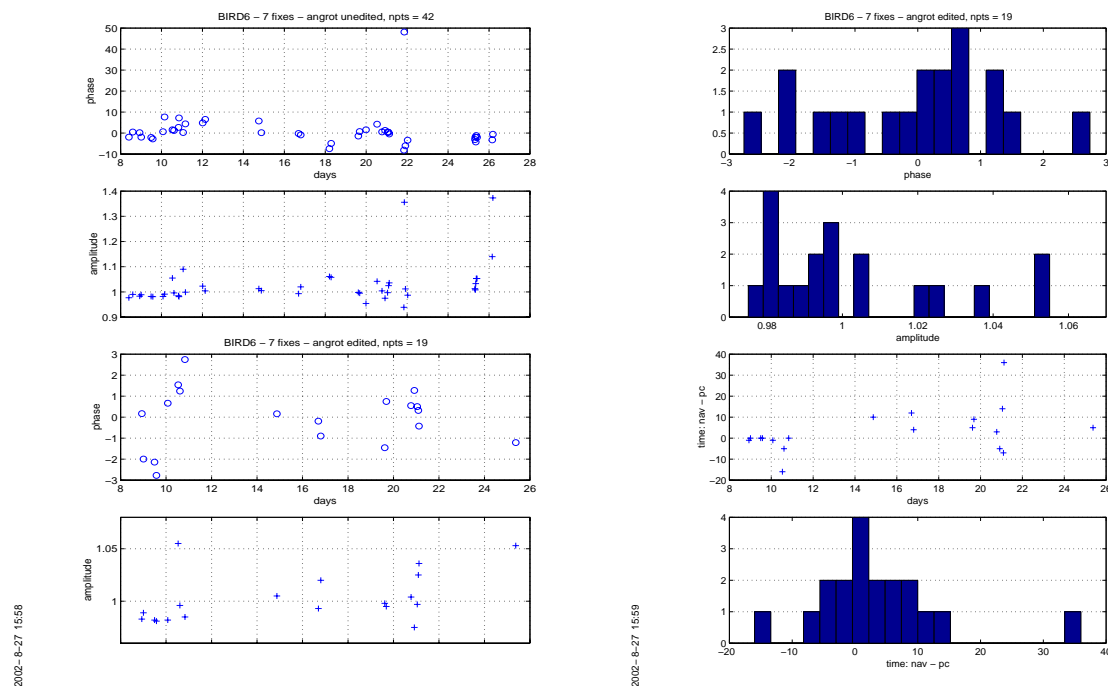 BIRD6 − 7 fixes − angrot unedited, npts = 42
50
40
30
20
10
0
−10
phase
8 10 12 14 16 18 20 22 24 26 28
days
1.4
1.3
1.2
1.1
1
0.9
amplitude
BIRD6 − 7 fixes − angrot edited, npts = 19
3
2
1
0
−1
−2
−3
phase
8 10 12 14 16 18 20 22 24 26
days
1.05
1
amplitude
2002− 8−27 15:58
BIRD6 − 7 fixes − angrot edited, npts = 19
3
2.5
2
1.5
1
0.5
0
−3 −2 −1 0 1 2 3
phase
4
3
2
1
0
0.98 1 1.02 1.04 1.06
amplitude
40
30
20
10
0
−10
−20
time: nav − pc
8 10 12 14 16 18 20 22 24 26
days
4
3
2
1
0
−20 −10 0 10 20 30 40
time: nav − pc
2002− 8−27 15:59